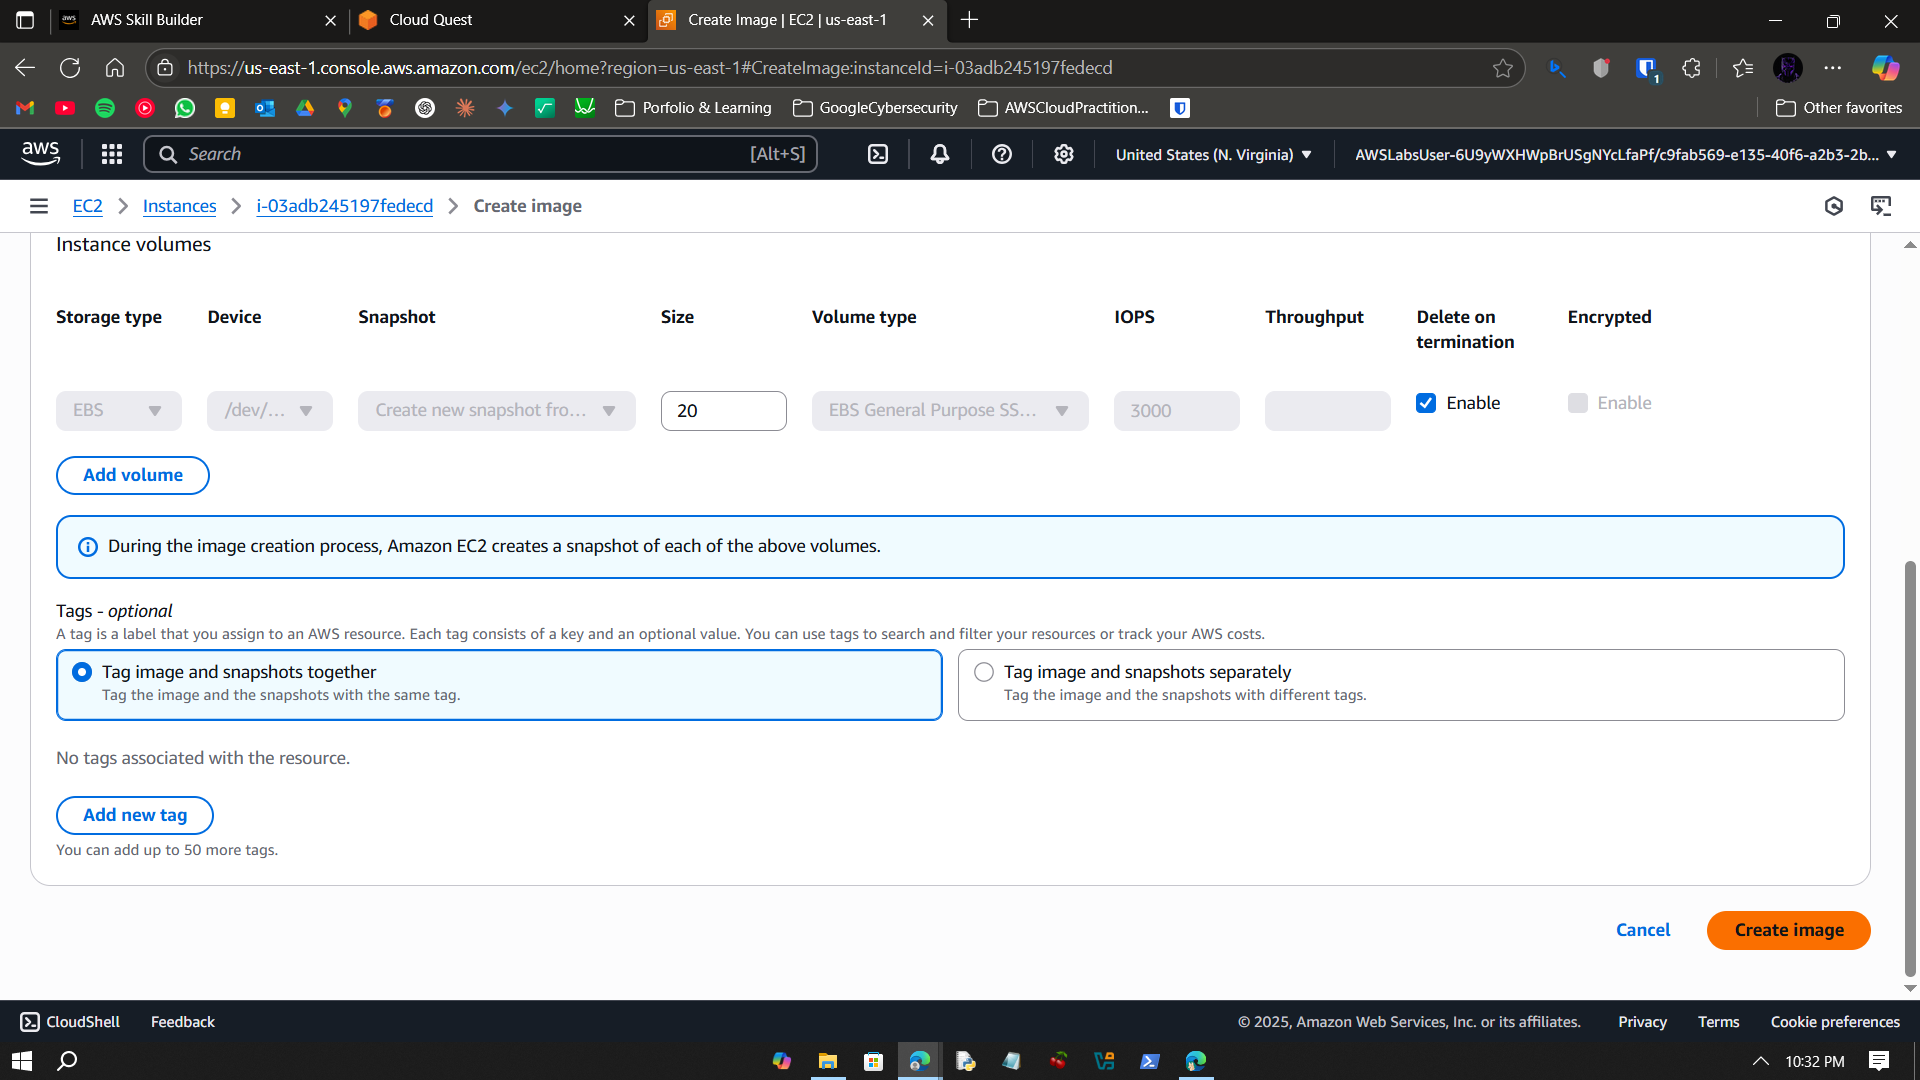 AWS Skill Builder
Cloud Quest
Create Image | EC2 | us-east-1
https://us-east-1.console.aws.amazon.com/ec2/home?region=us-east-1#CreateImage:instanceId=i-03adb245197fedecd
1
Porfolio & Learning
GoogleCybersecurity
AWSCloudPractition...
Other favorites
aws
Search
[Alt+S]
United States (N. Virginia)
AWSLabsUser-6U9yWXHWpBrUSgNYcLfaPf/c9fab569-e135-40f6-a2b3-2b...
EC2
Instances
i-03adb245197fedecd
Create image
Instance volumes
Storage type
Device
Snapshot
Size
Volume type
IOPS
Throughput
Delete on
termination
Encrypted
EBS
/dev/...
Create new snapshot fro...
20
EBS General Purpose SS...
3000
Enable
Enable
Add volume
During the image creation process, Amazon EC2 creates a snapshot of each of the above volumes.
Tags - optional
A tag is a label that you assign to an AWS resource. Each tag consists of a key and an optional value. You can use tags to search and filter your resources or track your AWS costs.
Tag image and snapshots together
Tag the image and the snapshots with the same tag.
Tag image and snapshots separately
Tag the image and the snapshots with different tags.
No tags associated with the resource.
Add new tag
You can add up to 50 more tags.
Cancel
Create image
CloudShell
Feedback
© 2025, Amazon Web Services, Inc. or its affiliates.
Privacy
Terms
Cookie preferences
10:32 PM